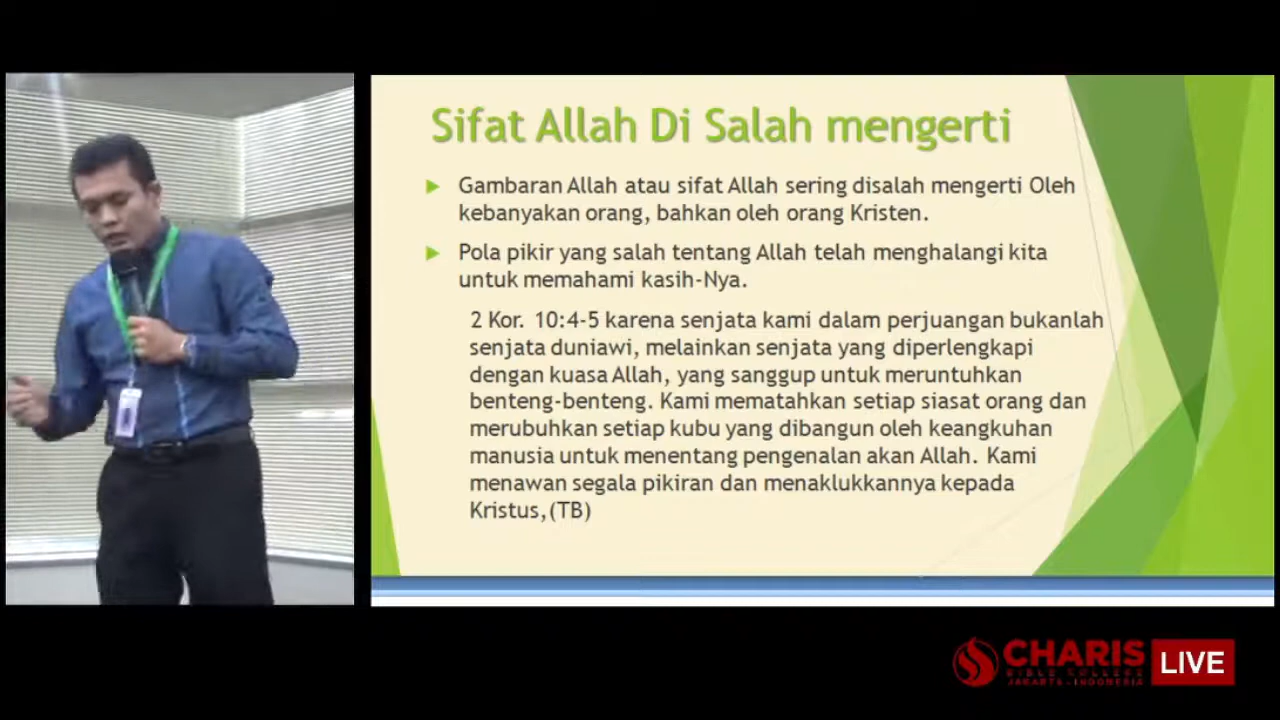 Sifat Allah Di Salah mengerti
Gambaran Allah atau sifat Allah sering disalah mengerti Oleh
kebanyakan orang, bahkan oleh orang Kristen.
Pola pikir yang salah tentang Allah telah menghalangi kita
untuk memahami kasih-Nya.
2 Kor. 10:4-5 karena senjata kami dalam perjuangan bukanlah
senjata duniawi, melainkan senjata yang diperlengkapi
dengan kuasa Allah, yang sanggup untuk meruntuhkan
benteng-benteng. Kami mematahkan setiap siasat orang dan
merubuhkan setiap kubu yang dibangun oleh keangkuhan
manusia untuk menentang pengenalan akan Allah. Kami
menawan segala pikiran dan menaklukkannya kepada
Kristus,(TB)
CHARIS
BIBLE COLLEGE
JAKARTA - INDONESIA
LIVE